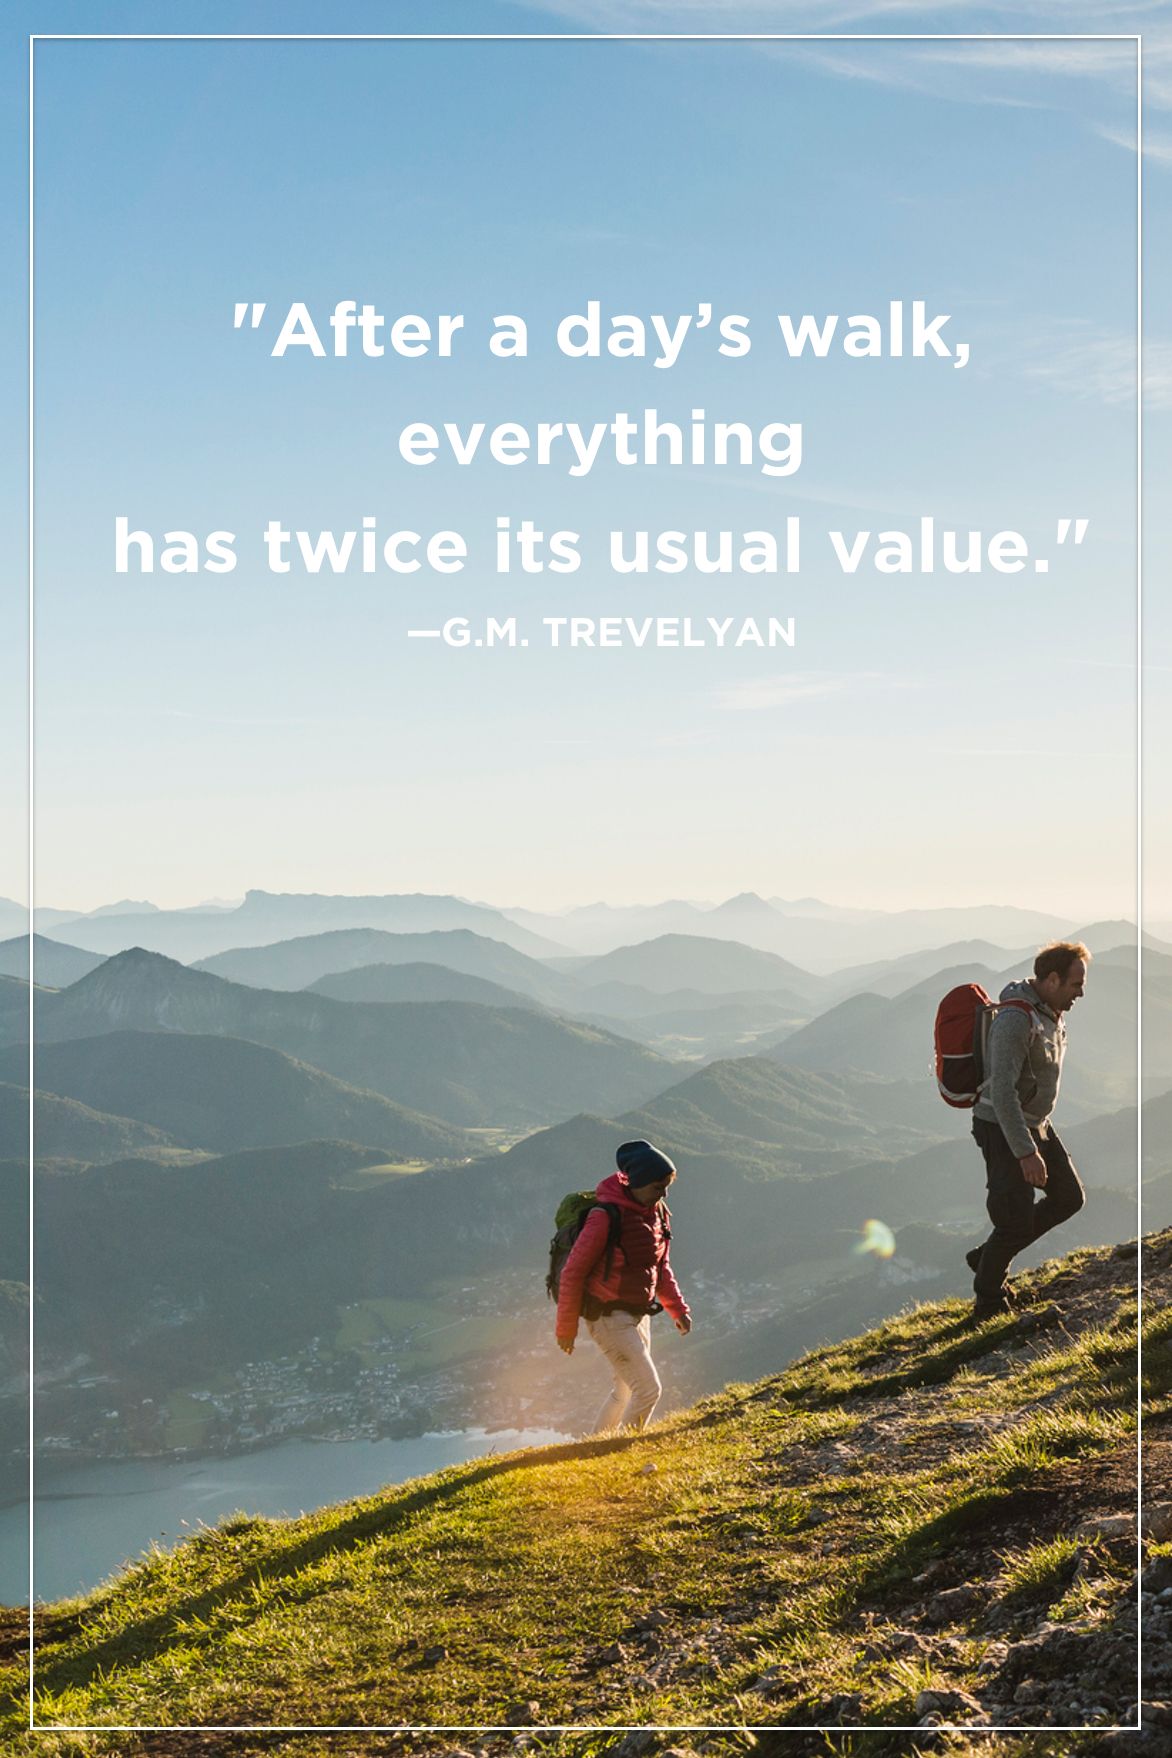 "After a day’s walk,
everything
has twice its usual value."
—G.M. TREVELYAN